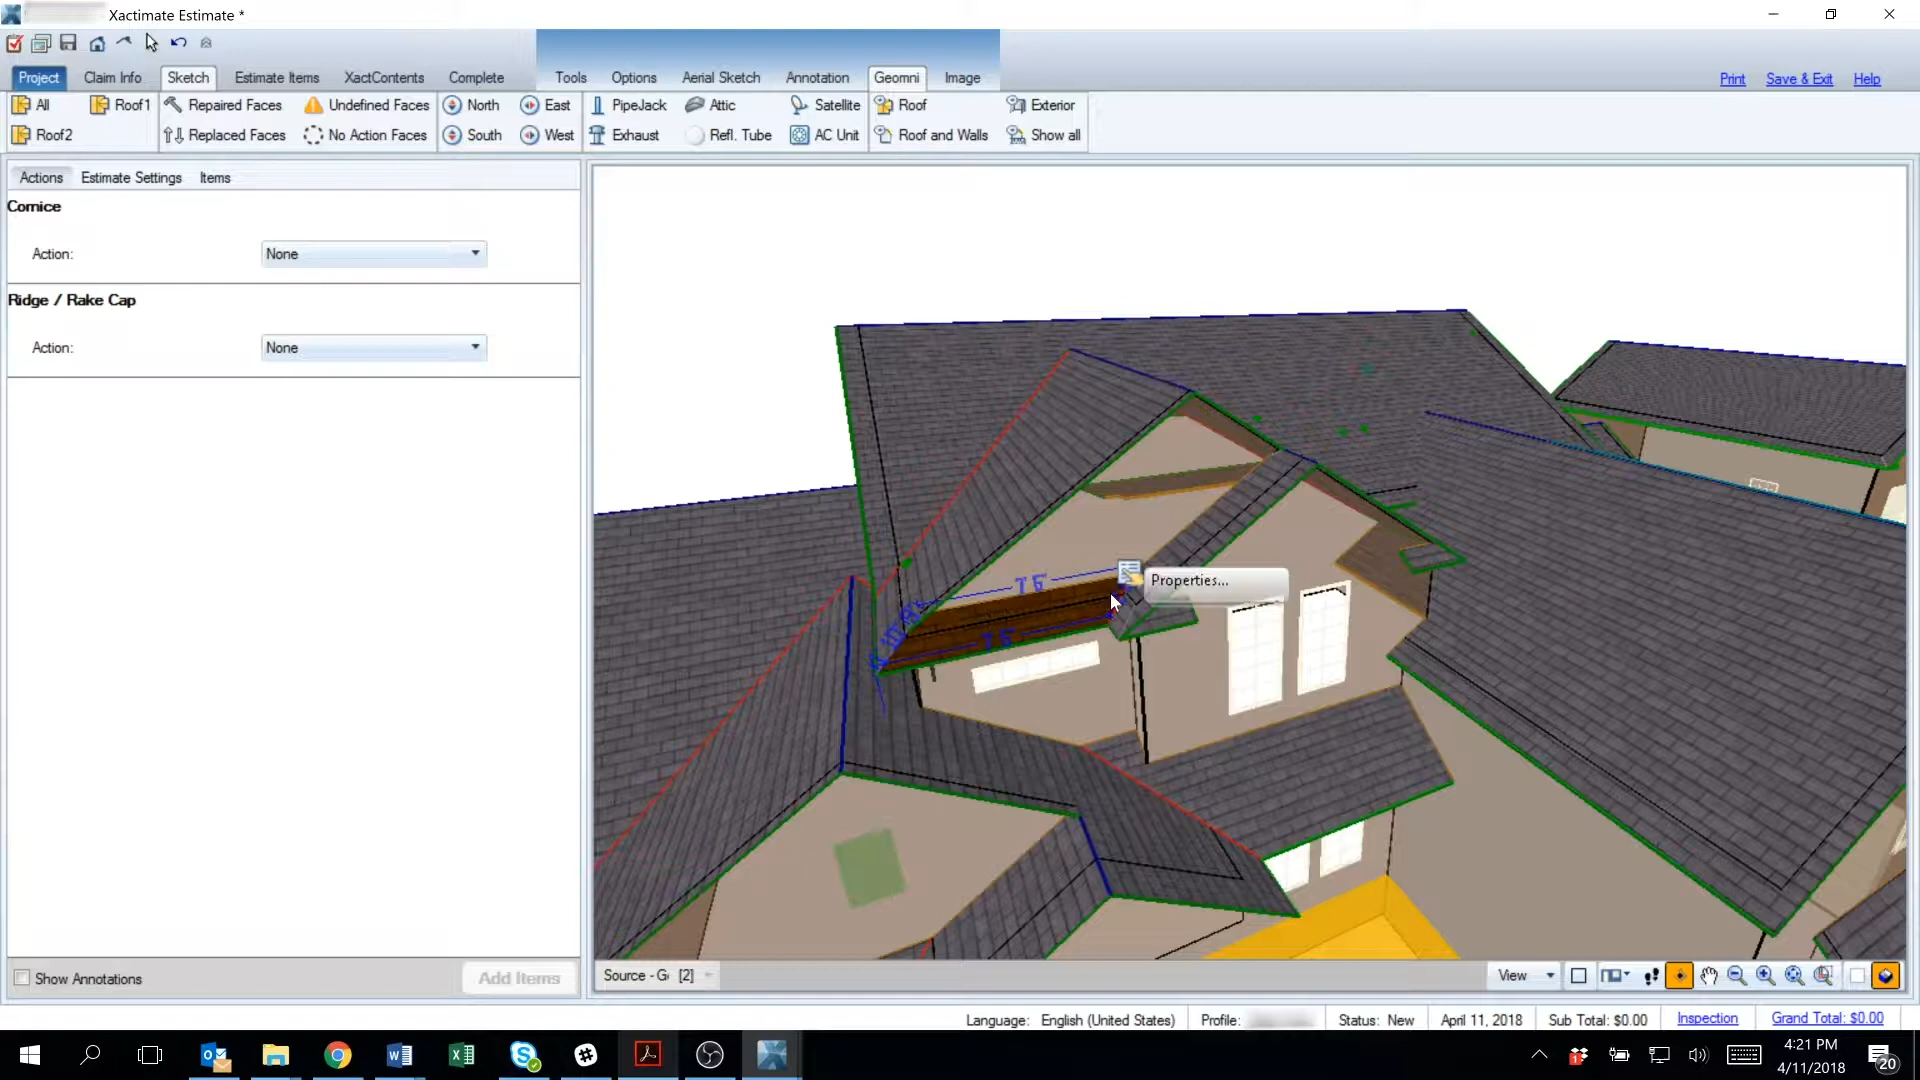 Xactimate Estimate *
Project Claim Info Sketch Estimate Items XactContents Complete Tools Options Aerial Sketch Annotation Geomni Image Print Save & Exit Help
All Roof1 Repaired Faces Undefined Faces North East PipeJack Attic Satellite Roof Exterior
Roof2 Replaced Faces No Action Faces South West Exhaust Refl. Tube AC Unit Roof and Walls Show all
Actions Estimate Settings Items
Cornice
Action: None
Ridge / Rake Cap
Action: None
Properties...
Show Annotations Add Items Source - G [2] View
Language: English (United States) Profile: Status: New April 11, 2018 Sub Total: $0.00 Inspection Grand Total: $0.00
4:21 PM
4/11/2018
20